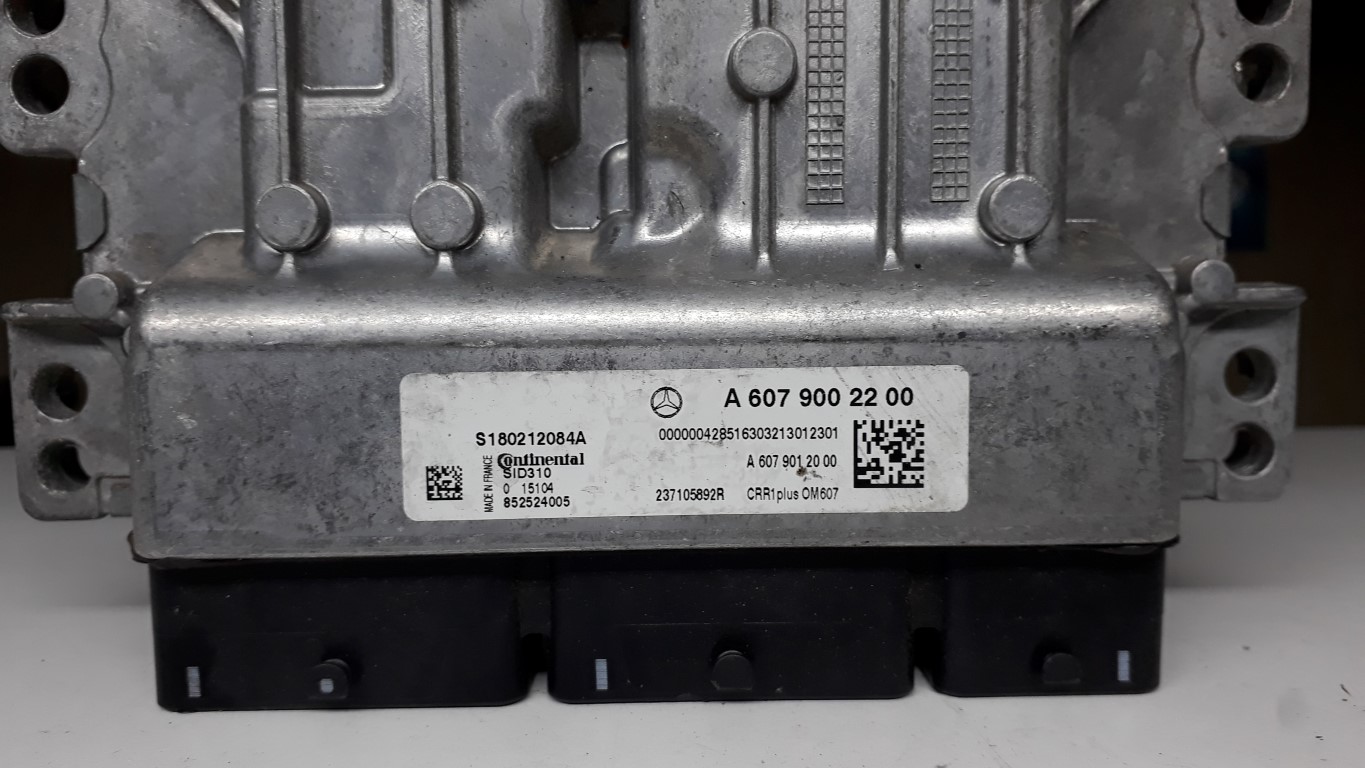 A 607 900 22 00
S180212084A
000000428516303213012301
MADE IN FRANCE
Continental
SID310
A 607 901 20 00
0 15104
852524005
237105892R CRR1plus OM607